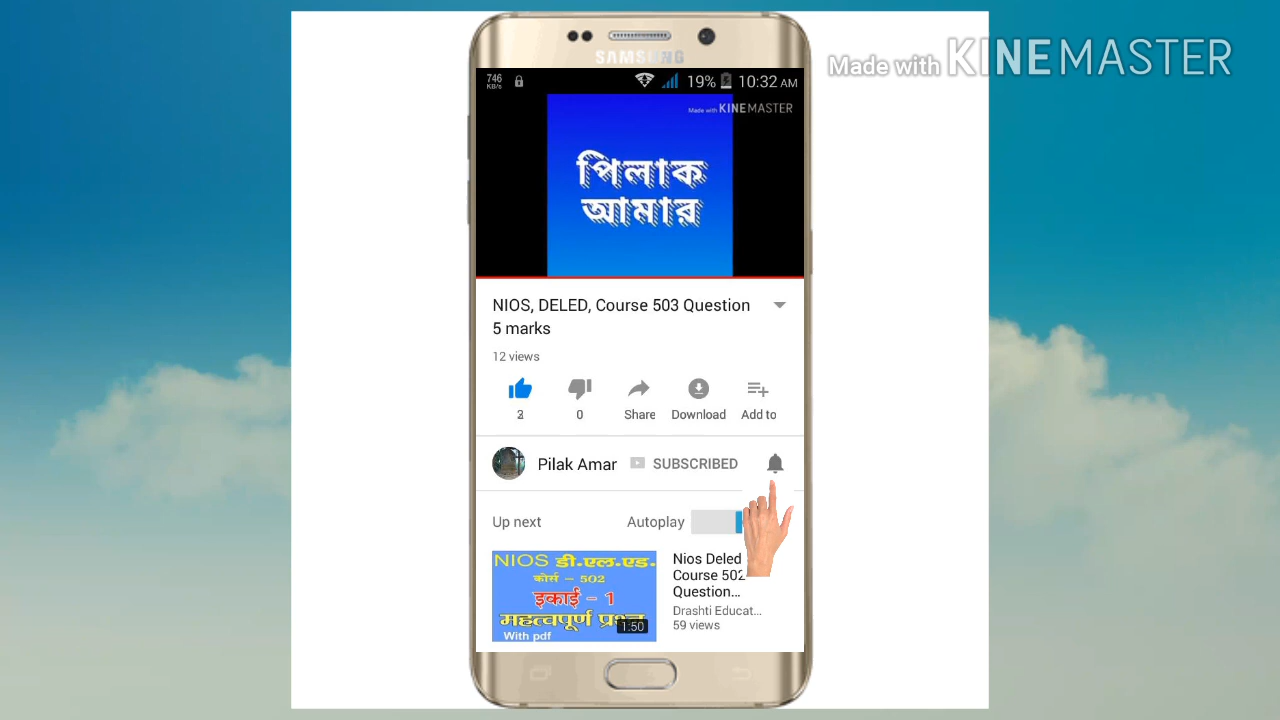 Made with KINEMASTER
SAMSUNG
746
KB/s
19% 10:32 AM
Made with KINEMASTER
পিলাক
আমার
NIOS, DELED, Course 503 Question
5 marks
12 views
0 Share Download Add to
Pilak Amar SUBSCRIBED
Up next Autoplay
NIOS डी.एल.एड.
कोर्स - 502
इकाई - 1
महत्वपूर्ण प्रश्न
With pdf
1:50
Nios Deled
Course 502
Question...
Drashti Educat...
59 views